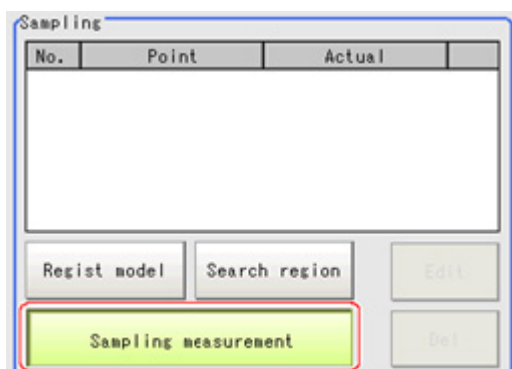 Sampling
No. Point Actual
Regist model Search region Edit
Sampling measurement Del